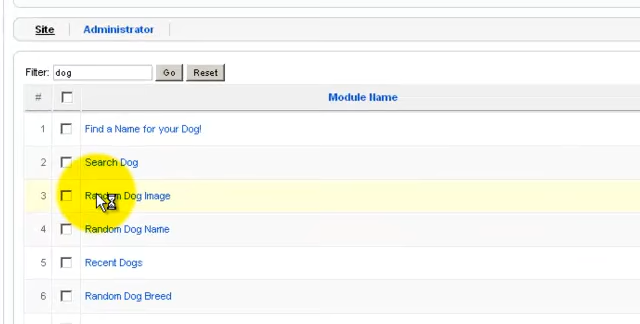 Site Administrator
Filter: dog Go Reset
# Module Name
1 Find a Name for your Dog!
2 Search Dog
3 Random Dog Image
4 Random Dog Name
5 Recent Dogs
6 Random Dog Breed